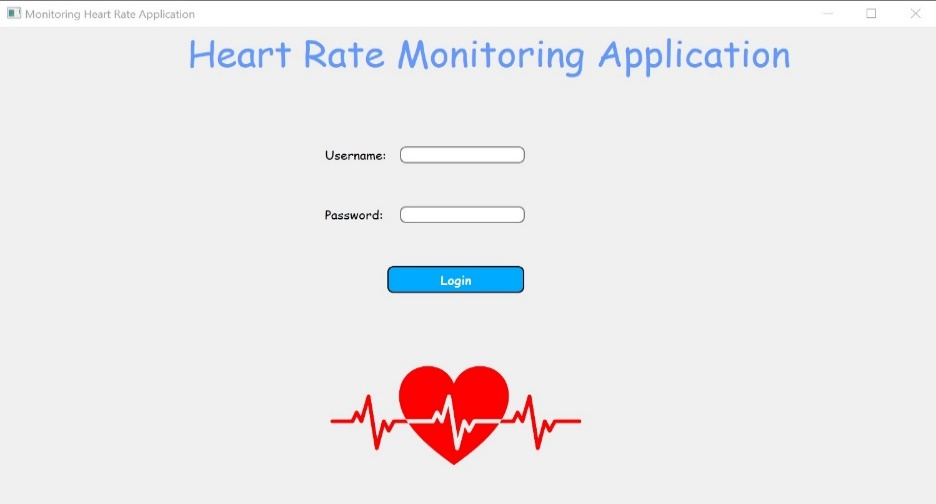 Monitoring Heart Rate Application
Heart Rate Monitoring Application
Username:
Password:
Login